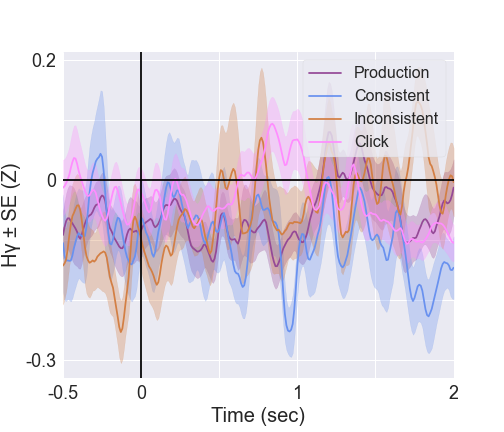 0.2
0
-0.3
Hγ ± SE (Z)
Production
Consistent
Inconsistent
Click
-0.5
0
1
2
Time (sec)